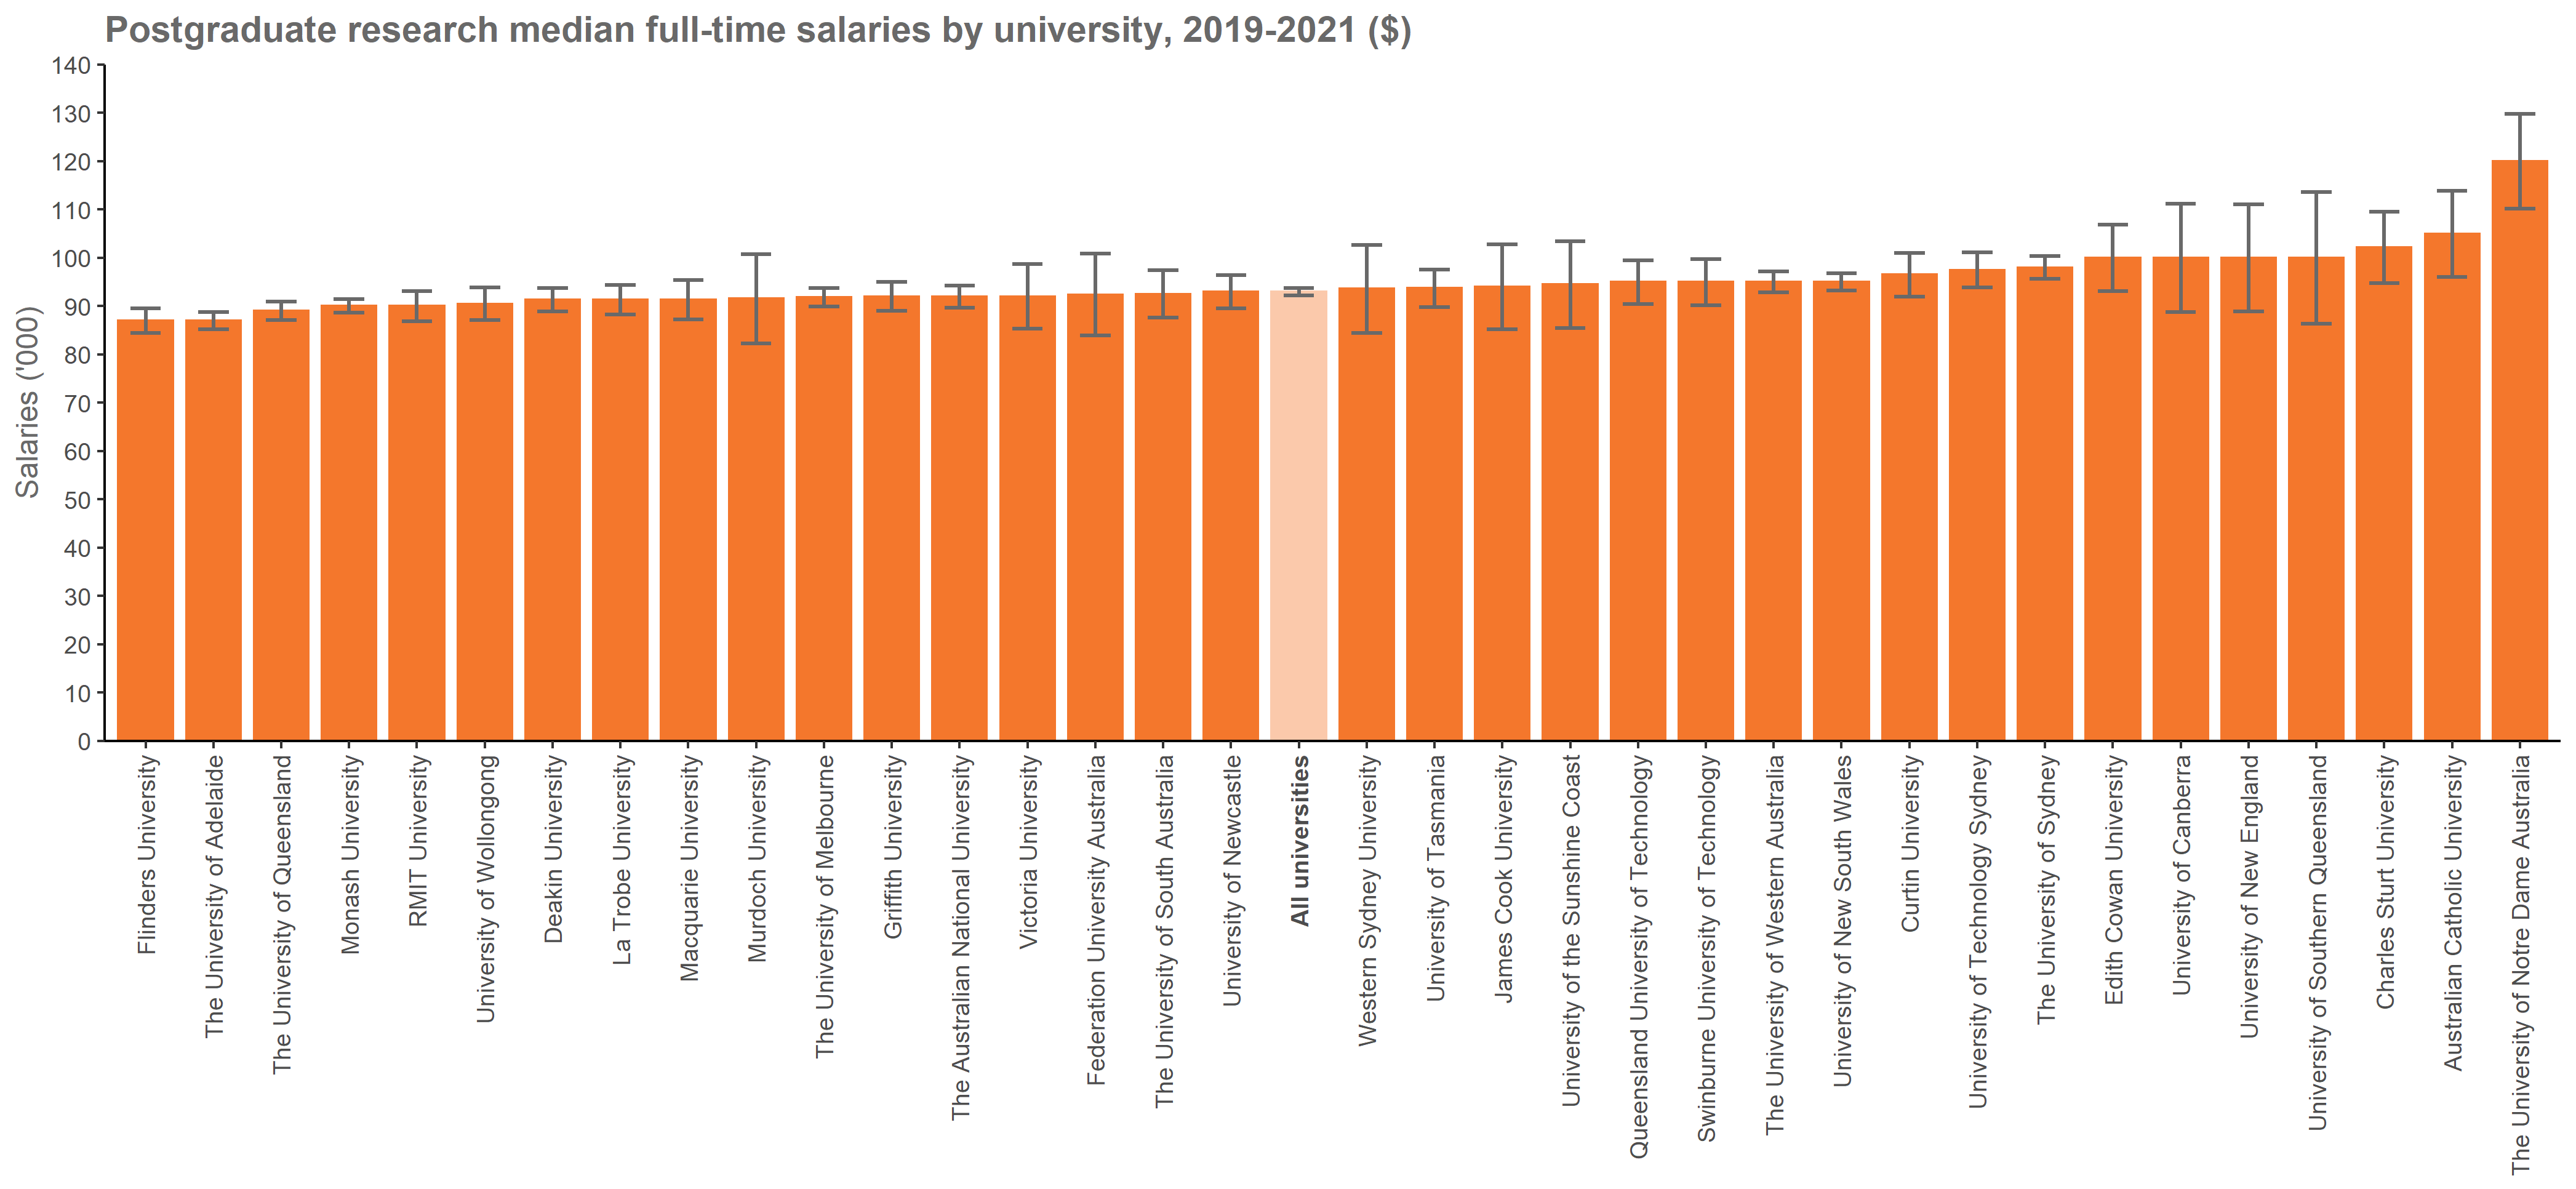 Postgraduate research median full-time salaries by university, 2019-2021 ($)
Salaries ('000)
140
130
120
110
100
90
80
70
60
50
40
30
20
10
0
Flinders University
The University of Adelaide
The University of Queensland
Monash University
RMIT University
University of Wollongong
Deakin University
La Trobe University
Macquarie University
Murdoch University
The University of Melbourne
Griffith University
The Australian National University
Victoria University
Federation University Australia
The University of South Australia
University of Newcastle
All universities
Western Sydney University
University of Tasmania
James Cook University
University of the Sunshine Coast
Queensland University of Technology
Swinburne University of Technology
The University of Western Australia
University of New South Wales
Curtin University
University of Technology Sydney
The University of Sydney
Edith Cowan University
University of Canberra
University of New England
University of Southern Queensland
Charles Sturt University
Australian Catholic University
The University of Notre Dame Australia